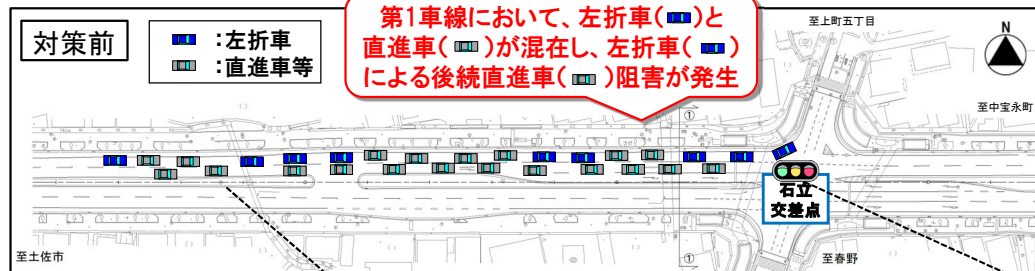 対策前
:左折車
:直進車等
第1車線において、左折車( )と
直進車( )が混在し、左折車( )
による後続直進車( )阻害が発生
至上町五丁目
N
至中宝永町
①
石立
交差点
①
至土佐市
至春野